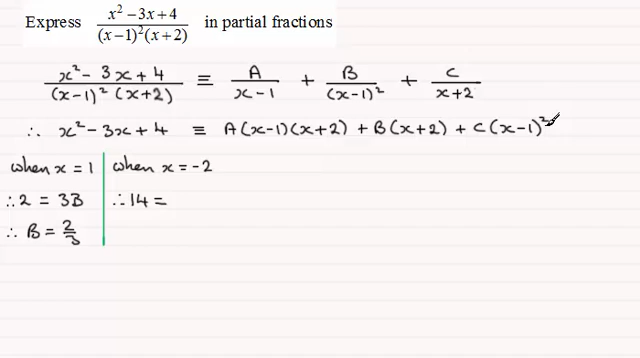 Express x² − 3x + 4 / (x − 1)²(x + 2) in partial fractions
x² − 3x + 4 / (x−1)² (x+2) ≡ A / x−1 + B / (x−1)² + C / x+2
∴ x² − 3x + 4 ≡ A(x−1)(x+2) + B(x+2) + C(x−1)²
when x = 1
∴ 2 = 3B
∴ B = 2/3
when x = −2
∴ 14 =